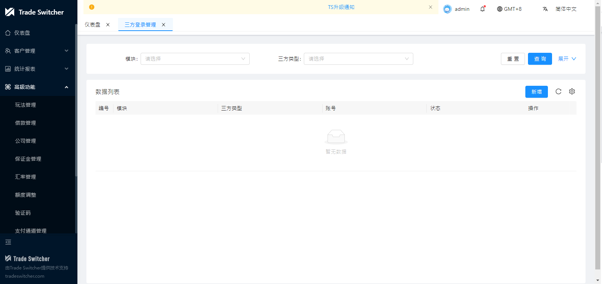 Trade Switcher
TS升级通知
admin
GMT+8
简体中文
仪表盘
三方登录管理
仪表盘
客户管理
统计报表
高级功能
玩法管理
借款管理
公司管理
保证金管理
汇率管理
额度调整
验证码
支付通道管理
模块:
请选择
三方类型:
请选择
重 置
查 询
展开
数据列表
新增
编号 模块 三方类型 账号 状态 操作
暂无数据
Trade Switcher
由Trade Switcher提供技术支持
tradeswitcher.com